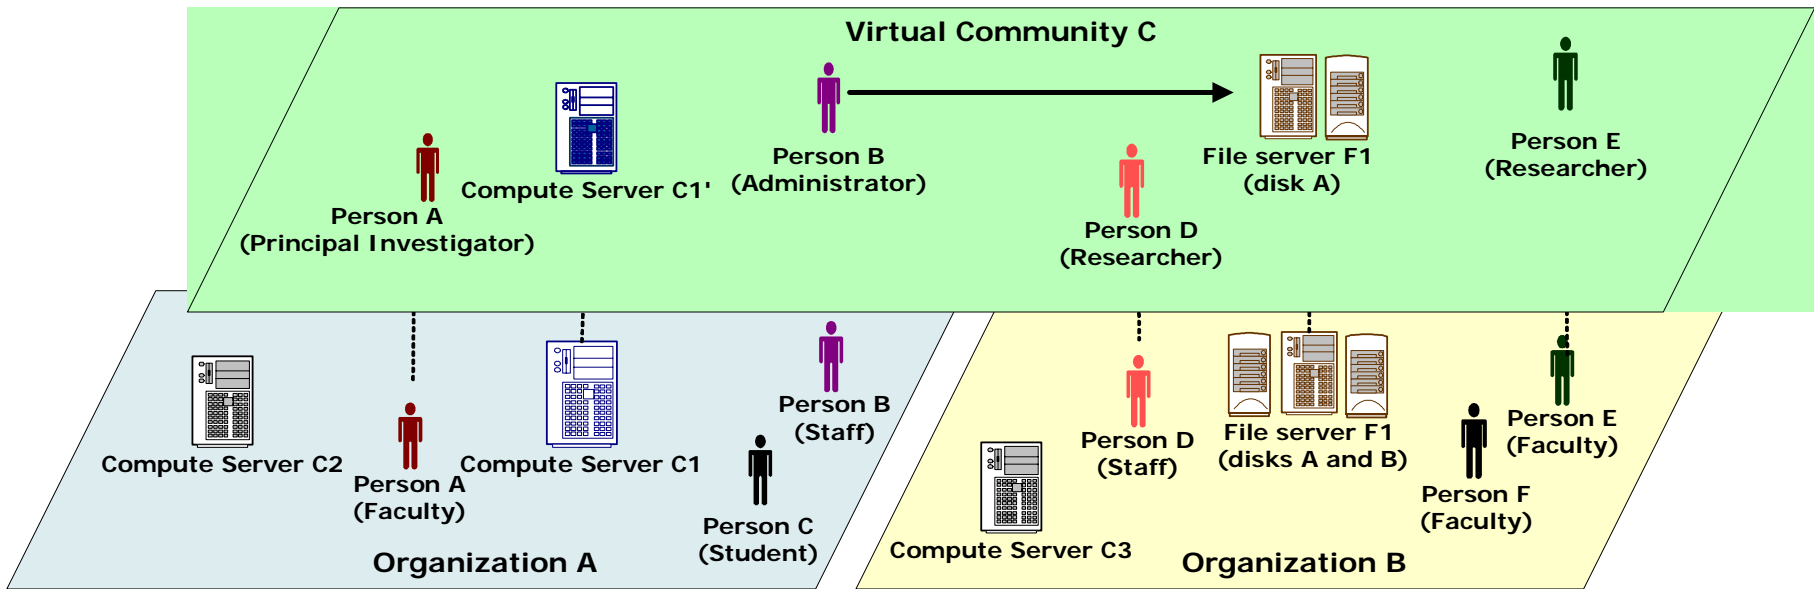 Virtual Community C
Person A
(Principal Investigator)
Compute Server C1'
Person B
(Administrator)
Person D
(Researcher)
File server F1
(disk A)
Person E
(Researcher)
Compute Server C2
Person A
(Faculty)
Compute Server C1
Person B
(Staff)
Person C
(Student)
Organization A
Compute Server C3
Person D
(Staff)
File server F1
(disks A and B)
Person F
(Faculty)
Person E
(Faculty)
Organization B